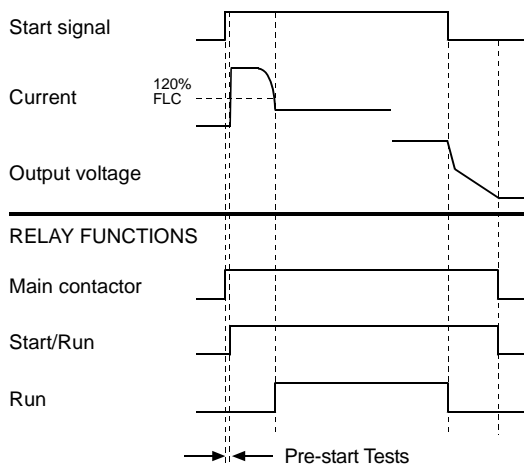 Start signal
120%
FLC
Current
Output voltage
RELAY FUNCTIONS
Main contactor
Start/Run
Run
Pre-start Tests